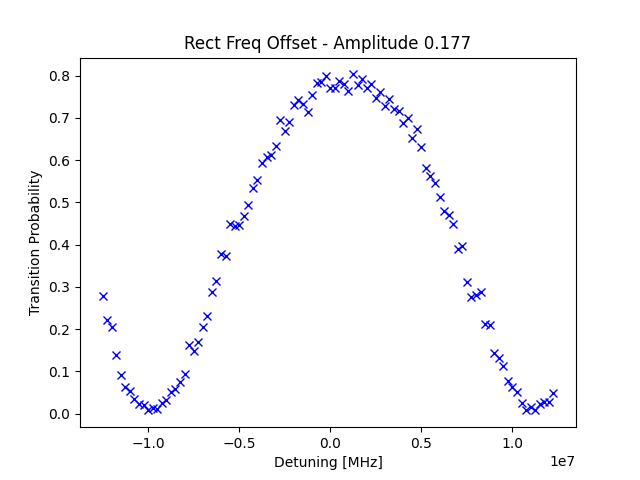 Rect Freq Offset - Amplitude 0.177
Transition Probability
0.8
0.7
0.6
0.5
0.4
0.3
0.2
0.1
0.0
−1.0 −0.5 0.0 0.5 1.0
1e7
Detuning [MHz]